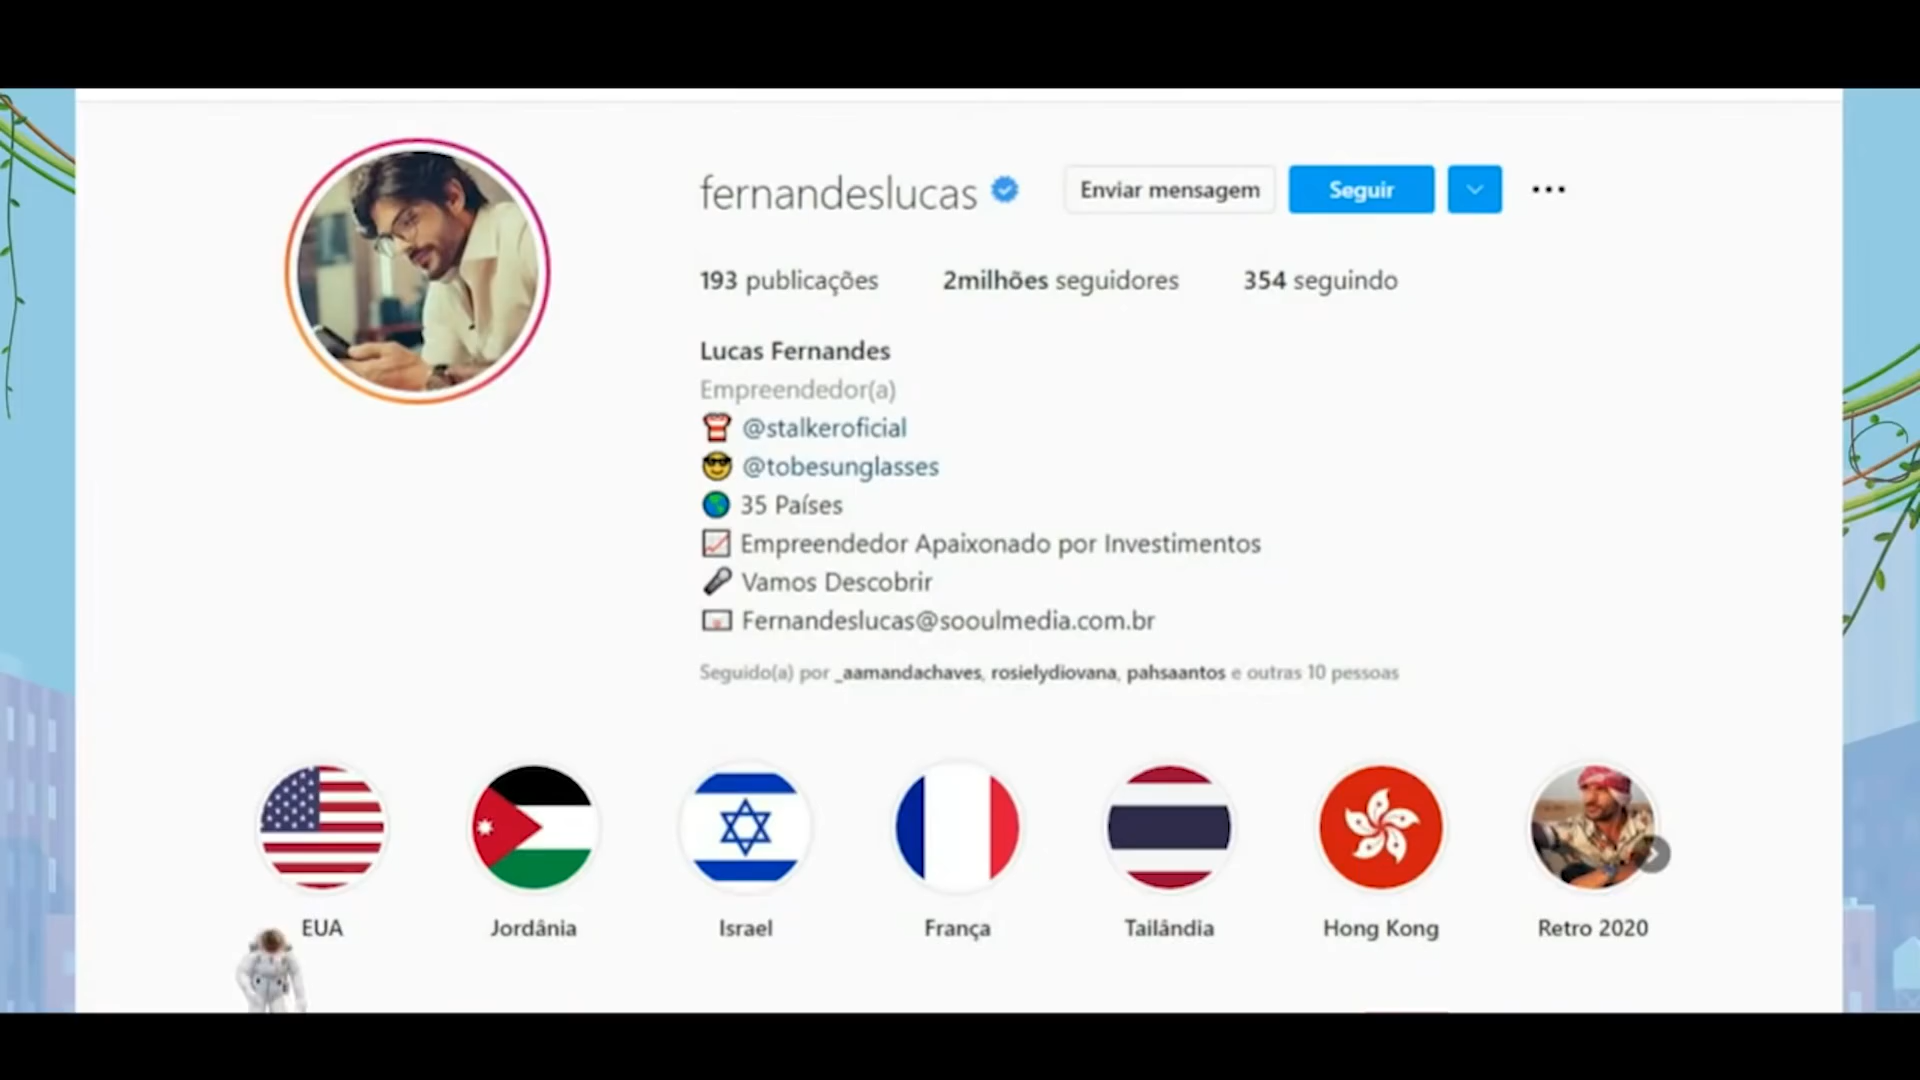 fernandeslucas Enviar mensagem Seguir
193 publicações 2milhões seguidores 354 seguindo
Lucas Fernandes
Empreendedor(a)
@stalkeroficial
@tobesunglasses
35 Países
Empreendedor Apaixonado por Investimentos
Vamos Descobrir
Fernandeslucas@sooulmedia.com.br
Seguido(a) por _aamandachaves, rosielydiovana, pahsaantos e outras 10 pessoas
EUA Jordânia Israel França Tailândia Hong Kong Retro 2020